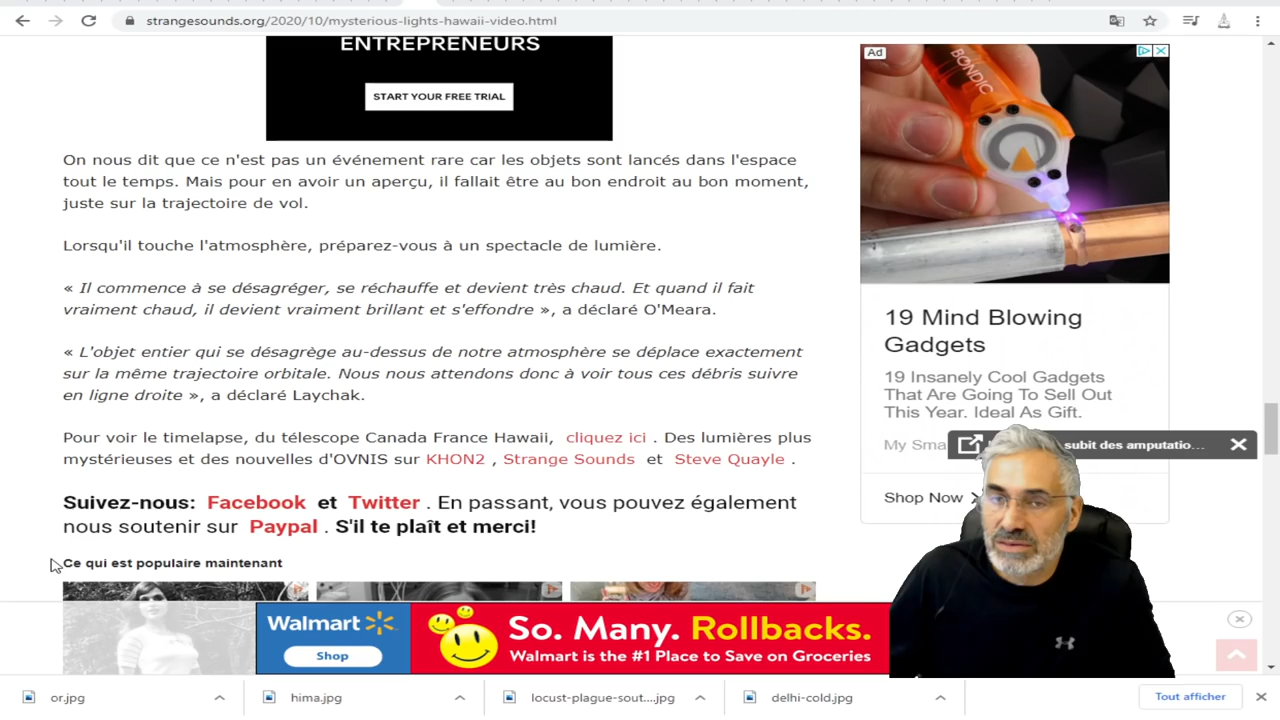 strangesounds.org/2020/10/mysterious-lights-hawaii-video.html
ENTREPRENEURS
START YOUR FREE TRIAL
On nous dit que ce n'est pas un événement rare car les objets sont lancés dans l'espace
tout le temps. Mais pour en avoir un aperçu, il fallait être au bon endroit au bon moment,
juste sur la trajectoire de vol.
Lorsqu'il touche l'atmosphère, préparez-vous à un spectacle de lumière.
« Il commence à se désagréger, se réchauffe et devient très chaud. Et quand il fait
vraiment chaud, il devient vraiment brillant et s'effondre », a déclaré O'Meara.
« L'objet entier qui se désagrège au-dessus de notre atmosphère se déplace exactement
sur la même trajectoire orbitale. Nous nous attendons donc à voir tous ces débris suivre
en ligne droite », a déclaré Laychak.
Pour voir le timelapse, du télescope Canada France Hawaii, cliquez ici . Des lumières plus
mystérieuses et des nouvelles d'OVNIS sur KHON2 , Strange Sounds et Steve Quayle .
Suivez-nous: Facebook et Twitter . En passant, vous pouvez également
nous soutenir sur Paypal . S'il te plaît et merci!
Ce qui est populaire maintenant
Ad
BONDIC
19 Mind Blowing
Gadgets
19 Insanely Cool Gadgets
That Are Going To Sell Out
This Year. Ideal As Gift.
My Sma
subit des amputatio...
Shop Now
Walmart
Shop
So. Many. Rollbacks.
Walmart is the #1 Place to Save on Groceries
or.jpg
hima.jpg
locust-plague-sout....jpg
delhi-cold.jpg
Tout afficher